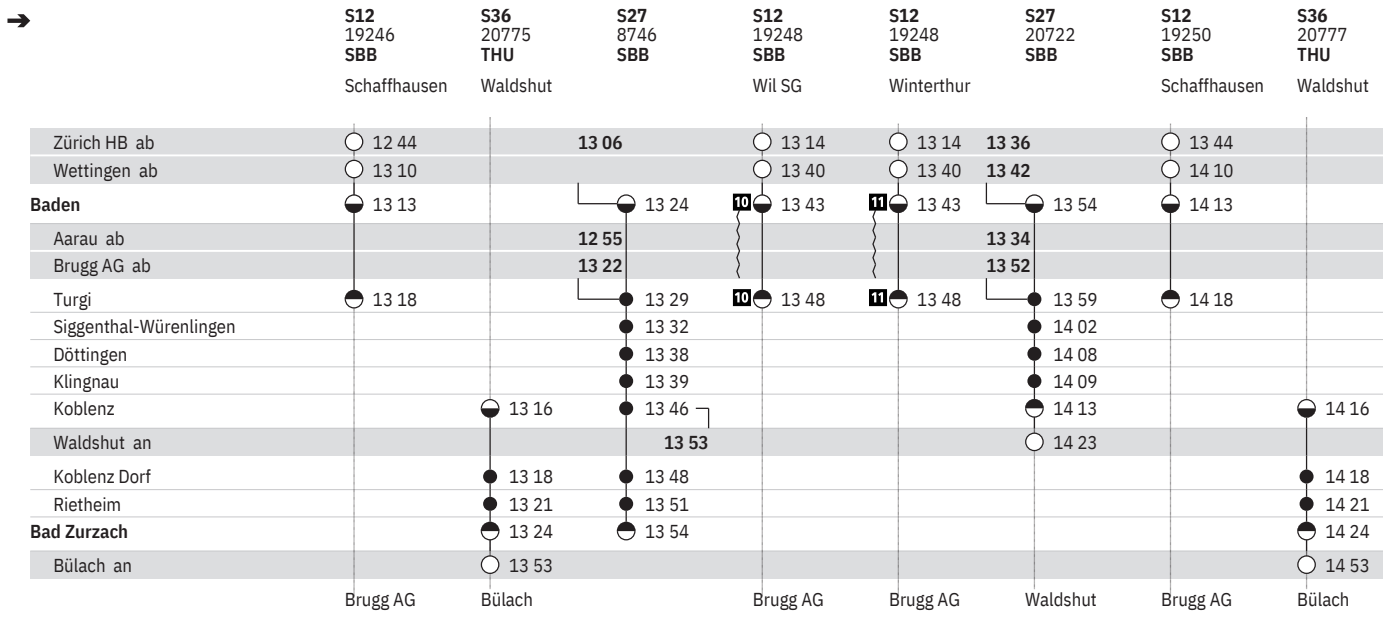 ➔ S12 S36 S27 S12 S12 S27 S12 S36
19246 20775 8746 19248 19248 20722 19250 20777
SBB THU SBB SBB SBB SBB SBB THU
Schaffhausen Waldshut Wil SG Winterthur Schaffhausen Waldshut
Zürich HB ab 12 44 13 06 13 14 13 14 13 36 13 44
Wettingen ab 13 10 13 40 13 40 13 42 14 10
Baden 13 13 13 24 10 13 43 11 13 43 13 54 14 13
Aarau ab 12 55 13 34
Brugg AG ab 13 22 13 52
Turgi 13 18 13 29 10 13 48 11 13 48 13 59 14 18
Siggenthal-Würenlingen 13 32 14 02
Döttingen 13 38 14 08
Klingnau 13 39 14 09
Koblenz 13 16 13 46 14 13 14 16
Waldshut an 13 53 14 23
Koblenz Dorf 13 18 13 48 14 18
Rietheim 13 21 13 51 14 21
Bad Zurzach 13 24 13 54 14 24
Bülach an 13 53 14 53
Brugg AG Bülach Brugg AG Brugg AG Waldshut Brugg AG Bülach